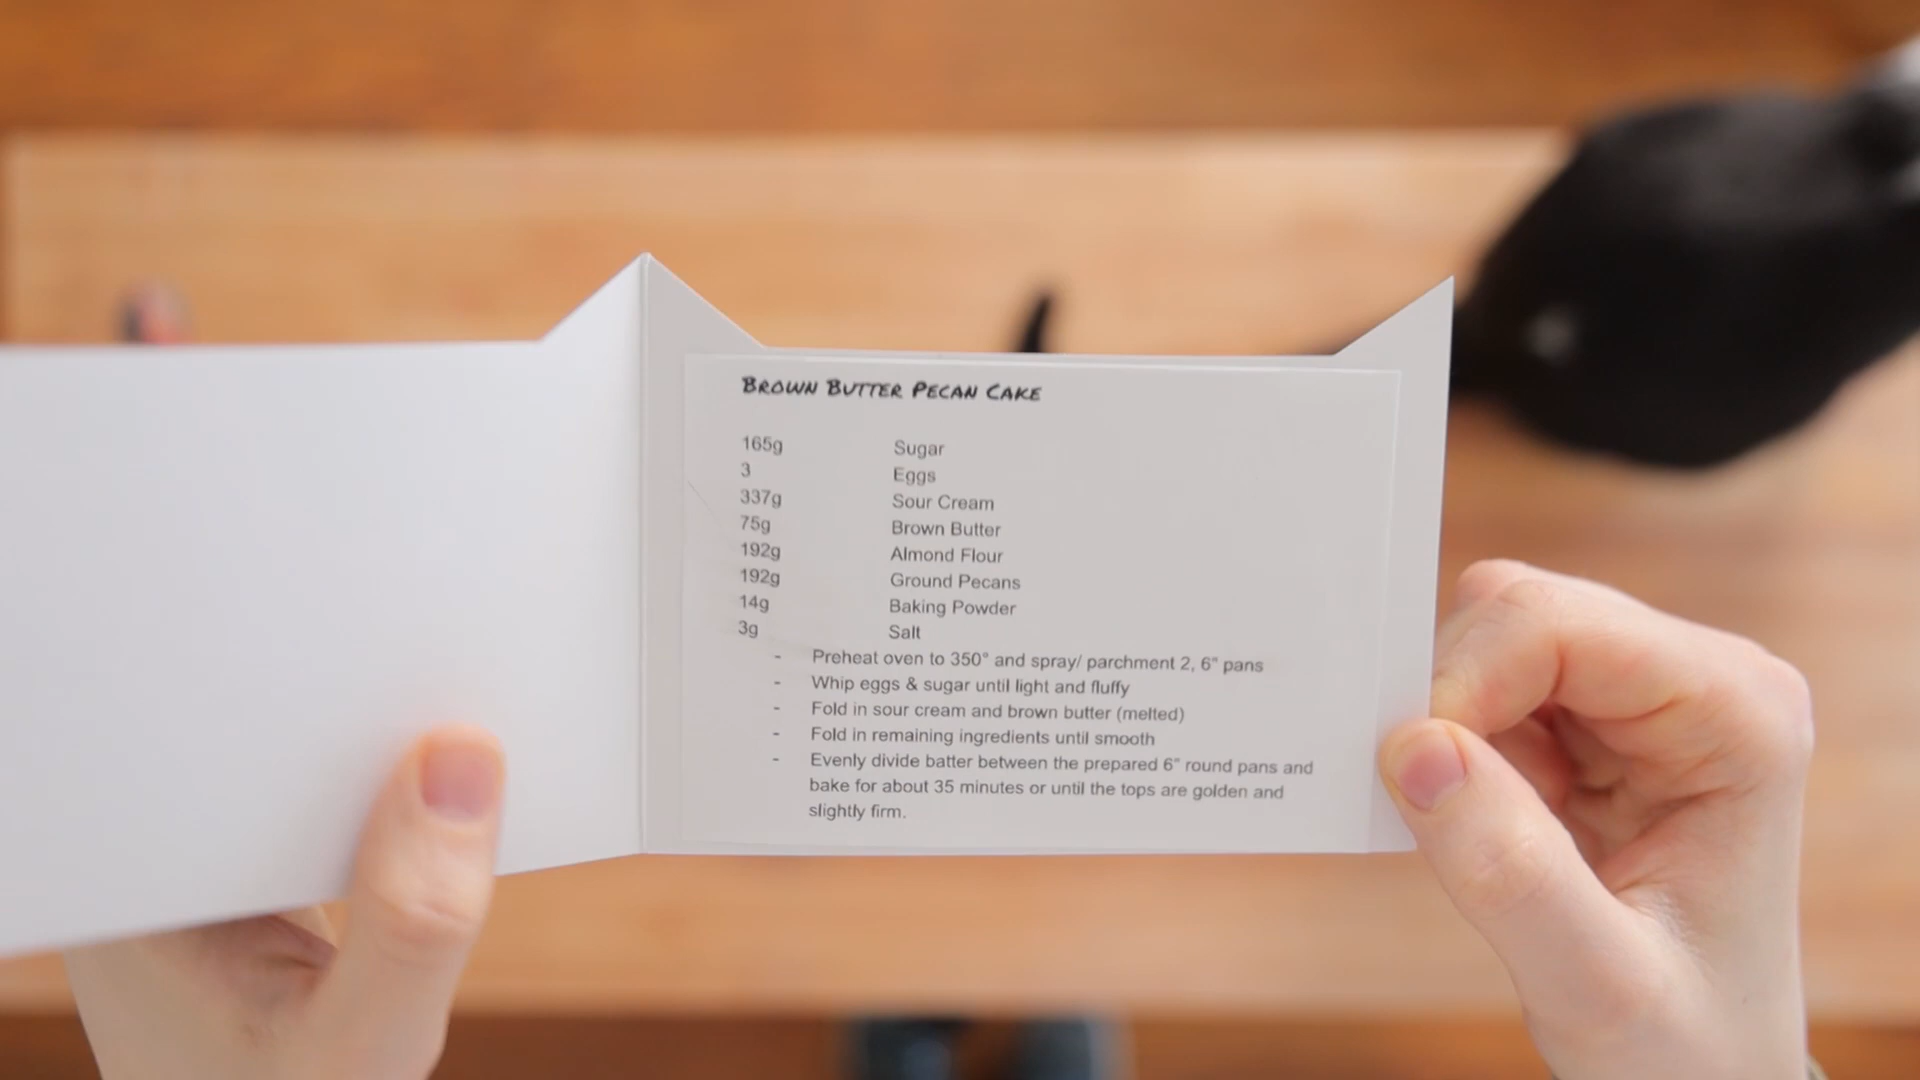 Brown Butter Pecan Cake
165g Sugar
3 Eggs
337g Sour Cream
75g Brown Butter
192g Almond Flour
192g Ground Pecans
14g Baking Powder
3g Salt
- Preheat oven to 350° and spray/ parchment 2, 6" pans
- Whip eggs & sugar until light and fluffy
- Fold in sour cream and brown butter (melted)
- Fold in remaining ingredients until smooth
- Evenly divide batter between the prepared 6" round pans and
bake for about 35 minutes or until the tops are golden and
slightly firm.